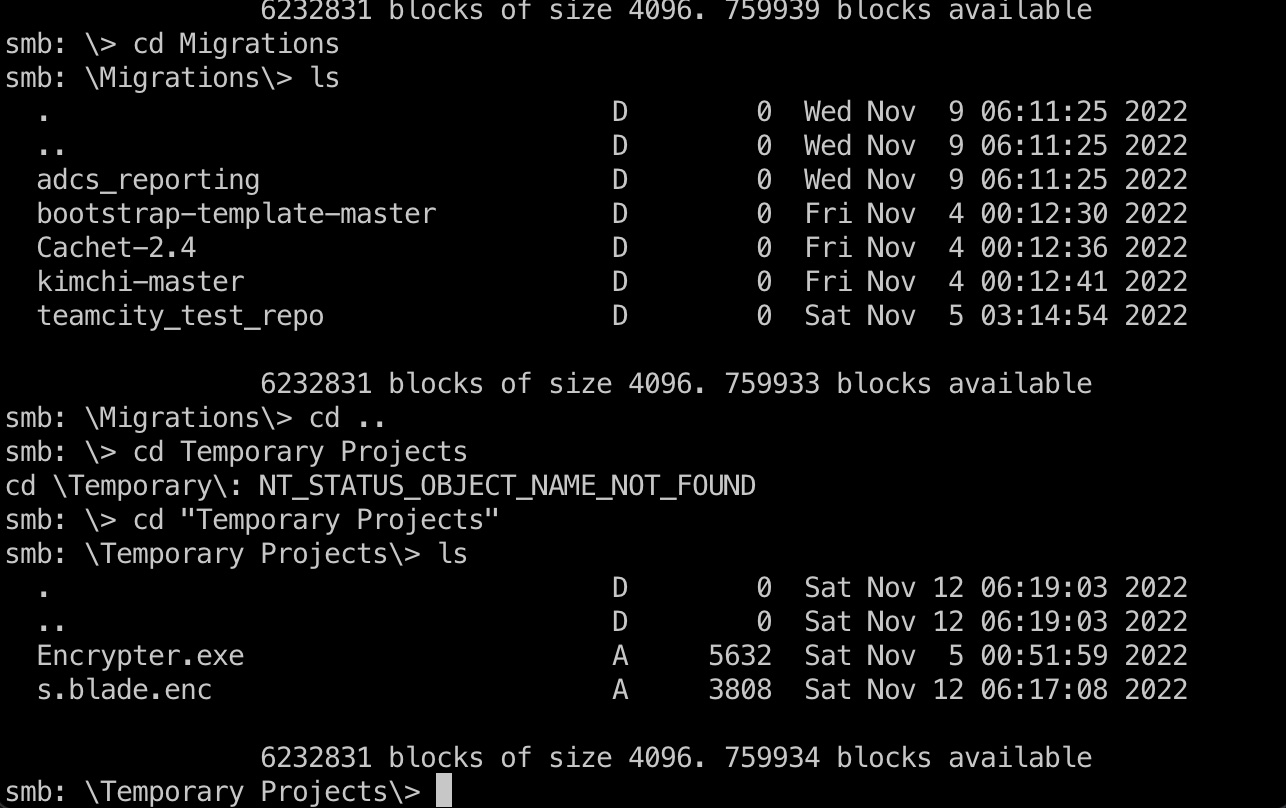 6232831 blocks of size 4096. 759939 blocks available
smb: \> cd Migrations
smb: \Migrations\> ls
. D 0 Wed Nov 9 06:11:25 2022
.. D 0 Wed Nov 9 06:11:25 2022
adcs_reporting D 0 Wed Nov 9 06:11:25 2022
bootstrap-template-master D 0 Fri Nov 4 00:12:30 2022
Cachet-2.4 D 0 Fri Nov 4 00:12:36 2022
kimchi-master D 0 Fri Nov 4 00:12:41 2022
teamcity_test_repo D 0 Sat Nov 5 03:14:54 2022
6232831 blocks of size 4096. 759933 blocks available
smb: \Migrations\> cd ..
smb: \> cd Temporary Projects
cd \Temporary\: NT_STATUS_OBJECT_NAME_NOT_FOUND
smb: \> cd "Temporary Projects"
smb: \Temporary Projects\> ls
. D 0 Sat Nov 12 06:19:03 2022
.. D 0 Sat Nov 12 06:19:03 2022
Encrypter.exe A 5632 Sat Nov 5 00:51:59 2022
s.blade.enc A 3808 Sat Nov 12 06:17:08 2022
6232831 blocks of size 4096. 759934 blocks available
smb: \Temporary Projects\>